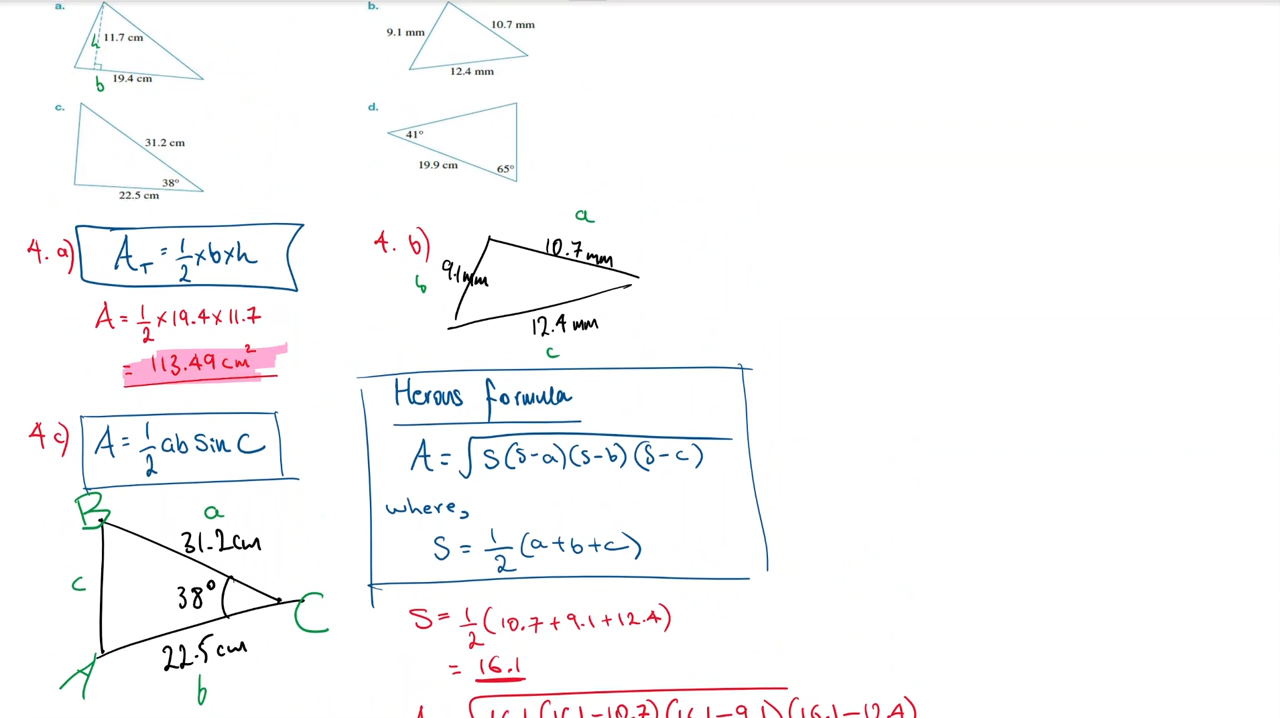 a.
h
11.7 cm
b
19.4 cm
b.
9.1 mm
10.7 mm
12.4 mm
c.
31.2 cm
38°
22.5 cm
d.
41°
19.9 cm
65°
4. a)
A_T = 1/2 × b × h
A = 1/2 × 19.4 × 11.7
= 113.49 cm²
4. b)
a
10.7 mm
9.1 mm
b
12.4 mm
c
Herous formula
A = √S(S-a)(S-b)(S-c)
where,
S = 1/2 (a+b+c)
S = 1/2 (10.7 + 9.1 + 12.4)
= 16.1
4 c)
A = 1/2 ab Sin C
B
a
31.2 cm
c
38°
C
22.5 cm
A
b